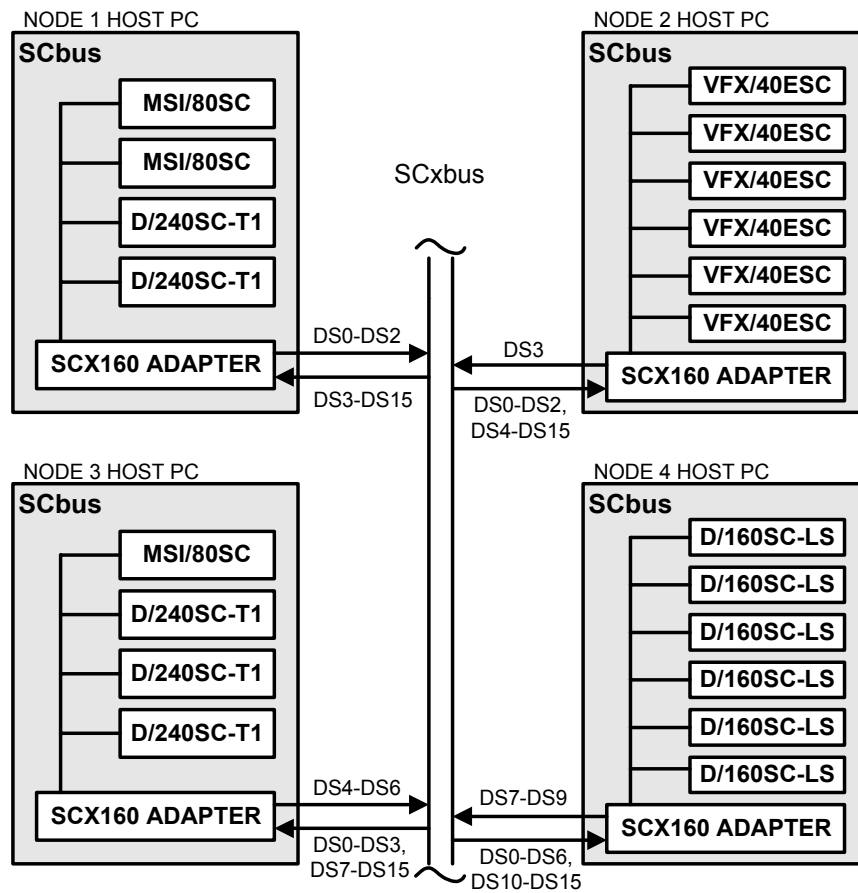 NODE 1 HOST PC
SCbus
MSI/80SC
MSI/80SC
D/240SC-T1
D/240SC-T1
SCX160 ADAPTER
DS0-DS2
DS3-DS15
SCxbus
NODE 2 HOST PC
SCbus
VFX/40ESC
VFX/40ESC
VFX/40ESC
VFX/40ESC
VFX/40ESC
VFX/40ESC
SCX160 ADAPTER
DS3
DS0-DS2,
DS4-DS15
NODE 3 HOST PC
SCbus
MSI/80SC
D/240SC-T1
D/240SC-T1
D/240SC-T1
SCX160 ADAPTER
DS4-DS6
DS0-DS3,
DS7-DS15
NODE 4 HOST PC
SCbus
D/160SC-LS
D/160SC-LS
D/160SC-LS
D/160SC-LS
D/160SC-LS
D/160SC-LS
SCX160 ADAPTER
DS7-DS9
DS0-DS6,
DS10-DS15